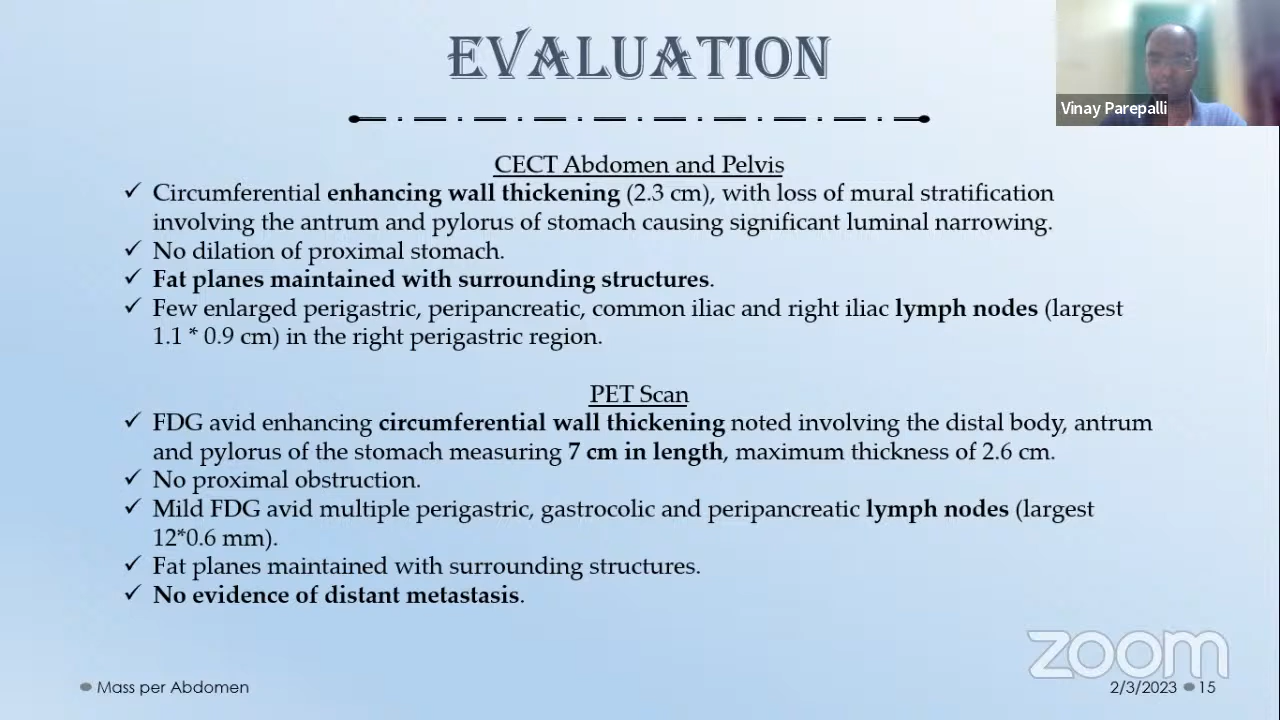 EVALUATION
Vinay Parepalli
CECT Abdomen and Pelvis
✓ Circumferential enhancing wall thickening (2.3 cm), with loss of mural stratification
involving the antrum and pylorus of stomach causing significant luminal narrowing.
✓ No dilation of proximal stomach.
✓ Fat planes maintained with surrounding structures.
✓ Few enlarged perigastric, peripancreatic, common iliac and right iliac lymph nodes (largest
1.1 * 0.9 cm) in the right perigastric region.
PET Scan
✓ FDG avid enhancing circumferential wall thickening noted involving the distal body, antrum
and pylorus of the stomach measuring 7 cm in length, maximum thickness of 2.6 cm.
✓ No proximal obstruction.
✓ Mild FDG avid multiple perigastric, gastrocolic and peripancreatic lymph nodes (largest
12*0.6 mm).
✓ Fat planes maintained with surrounding structures.
✓ No evidence of distant metastasis.
zoom
Mass per Abdomen
2/3/2023 15